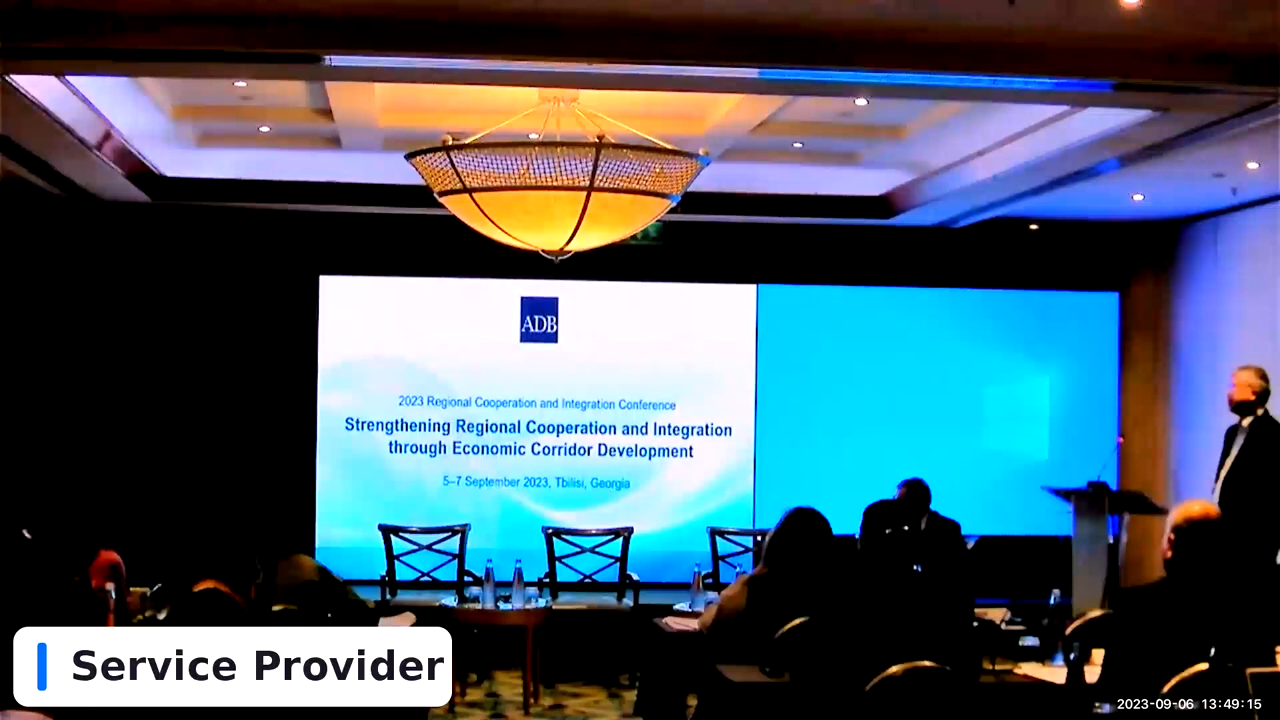 ADB
2023 Regional Cooperation and Integration Conference
Strengthening Regional Cooperation and Integration
through Economic Corridor Development
5–7 September 2023, Tbilisi, Georgia
Service Provider
2023-09-06 13:49:15